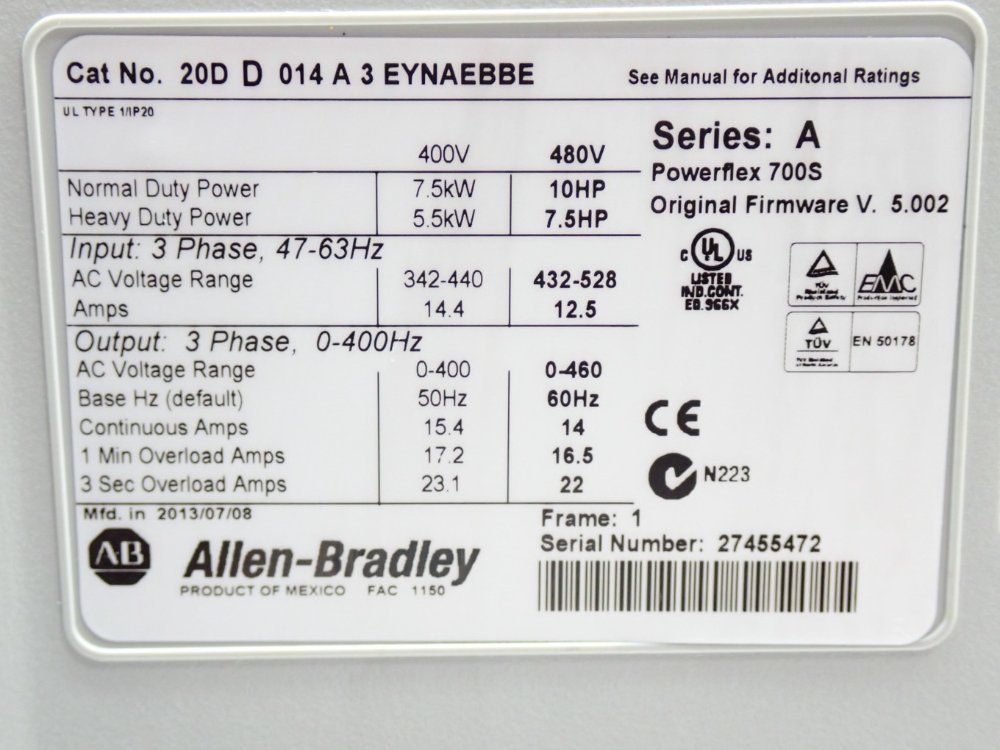 Cat No. 20D D 014 A 3 EYNAEBBE
See Manual for Additonal Ratings
UL TYPE 1/IP20
400V 480V
Normal Duty Power 7.5kW 10HP
Heavy Duty Power 5.5kW 7.5HP
Input: 3 Phase, 47-63Hz
AC Voltage Range 342-440 432-528
Amps 14.4 12.5
Output: 3 Phase, 0-400Hz
AC Voltage Range 0-400 0-460
Base Hz (default) 50Hz 60Hz
Continuous Amps 15.4 14
1 Min Overload Amps 17.2 16.5
3 Sec Overload Amps 23.1 22
Series: A
Powerflex 700S
Original Firmware V. 5.002
C UL US
LISTED
IND.CONT.
EQ.966X
TÜV
Product Safety
EMC
TÜV
EN 50178
CE
N223
Mfd. in 2013/07/08
A-B Allen-Bradley
PRODUCT OF MEXICO FAC 1150
Frame: 1
Serial Number: 27455472